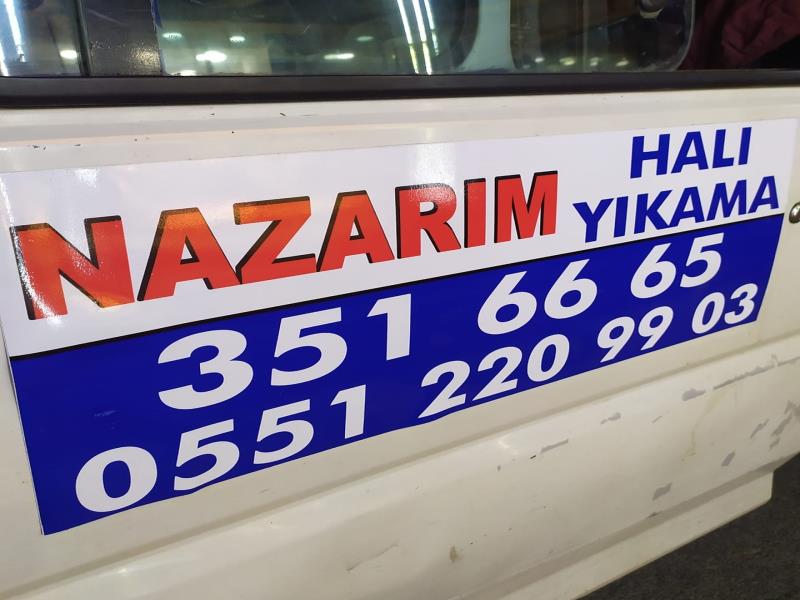 NAZARIM
HALI
YIKAMA
351 66 65
0551 220 99 03